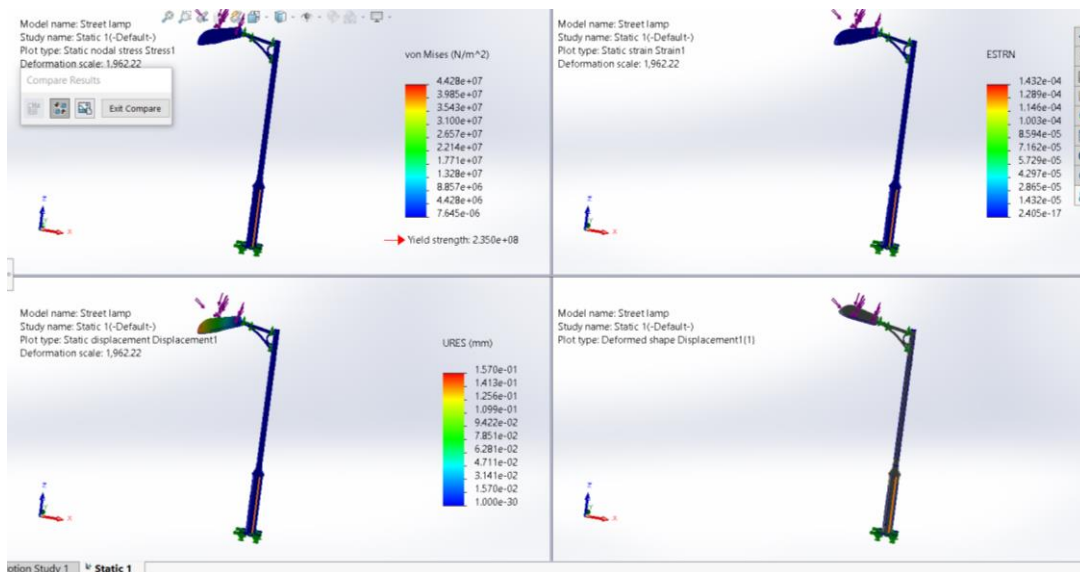 Model name: Street lamp
Study name: Static 1(-Default-)
Plot type: Static nodal stress Stress1
Deformation scale: 1,962.22
Compare Results
Exit Compare
von Mises (N/m^2)
4.428e+07
3.985e+07
3.543e+07
3.100e+07
2.657e+07
2.214e+07
1.771e+07
1.328e+07
8.857e+06
4.428e+06
7.645e-06
Yield strength: 2.350e+08
Model name: Street lamp
Study name: Static 1(-Default-)
Plot type: Static strain Strain1
Deformation scale: 1,962.22
ESTRN
1.432e-04
1.289e-04
1.146e-04
1.003e-04
8.594e-05
7.162e-05
5.729e-05
4.297e-05
2.865e-05
1.432e-05
2.405e-17
Model name: Street lamp
Study name: Static 1(-Default-)
Plot type: Static displacement Displacement1
Deformation scale: 1,962.22
URES (mm)
1.570e-01
1.413e-01
1.256e-01
1.099e-01
9.422e-02
7.851e-02
6.281e-02
4.711e-02
3.141e-02
1.570e-02
1.000e-30
Model name: Street lamp
Study name: Static 1(-Default-)
Plot type: Deformed shape Displacement1(1)
otion Study 1
Static 1